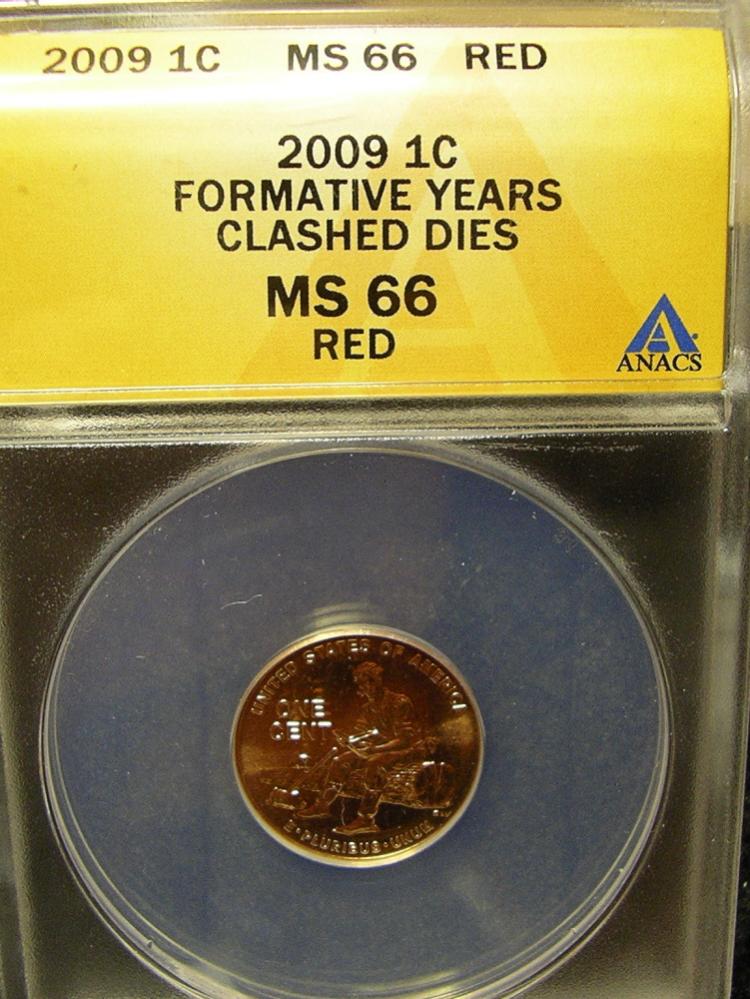 2009 1C MS 66 RED
2009 1C
FORMATIVE YEARS
CLASHED DIES
MS 66
RED
ANACS
UNITED STATES OF AMERICA
ONE
CENT
E·PLURIBUS·UNUM